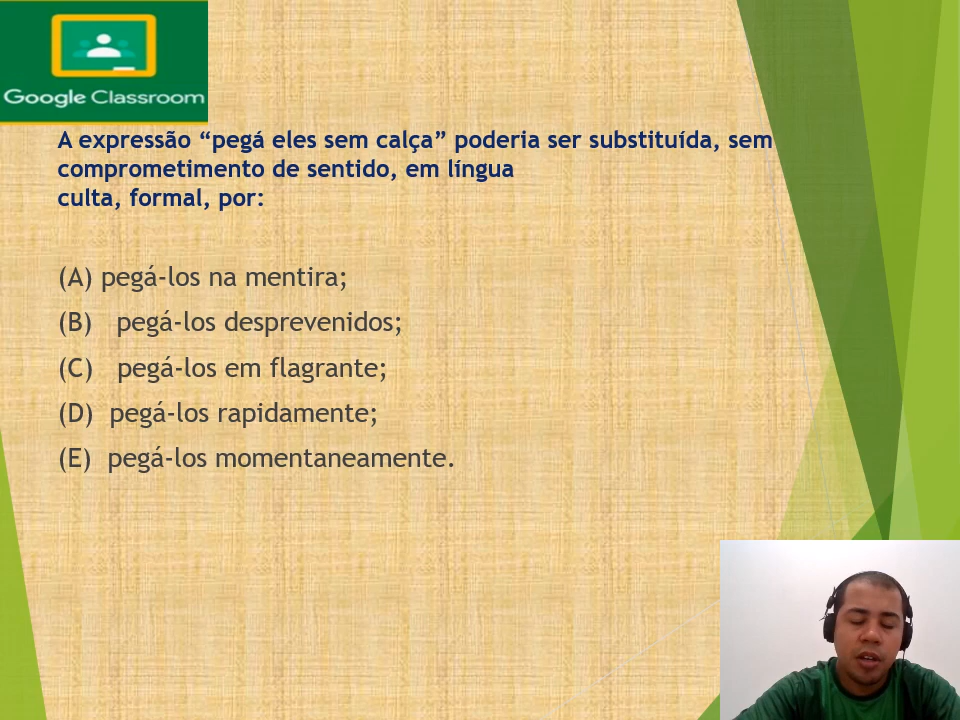 Google Classroom
A expressão “pegá eles sem calça” poderia ser substituída, sem
comprometimento de sentido, em língua
culta, formal, por:
(A) pegá-los na mentira;
(B) pegá-los desprevenidos;
(C) pegá-los em flagrante;
(D) pegá-los rapidamente;
(E) pegá-los momentaneamente.